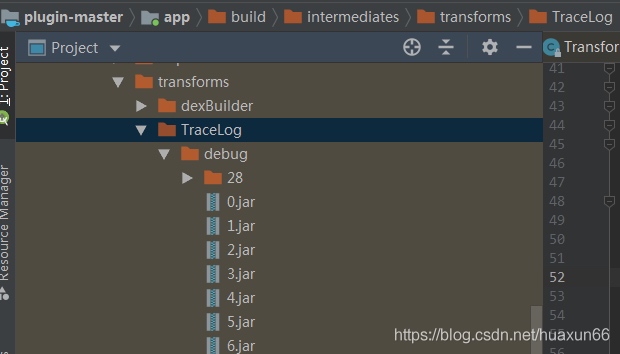 plugin-master app build intermediates transforms TraceLog
Project Transfor
1: Project
Resource Manager
transforms
dexBuilder
TraceLog
debug
28
0.jar
1.jar
2.jar
3.jar
4.jar
5.jar
6.jar
41
42
43
44
45
46
47
48
49
50
51
52
53
54
55
https://blog.csdn.net/huaxun66